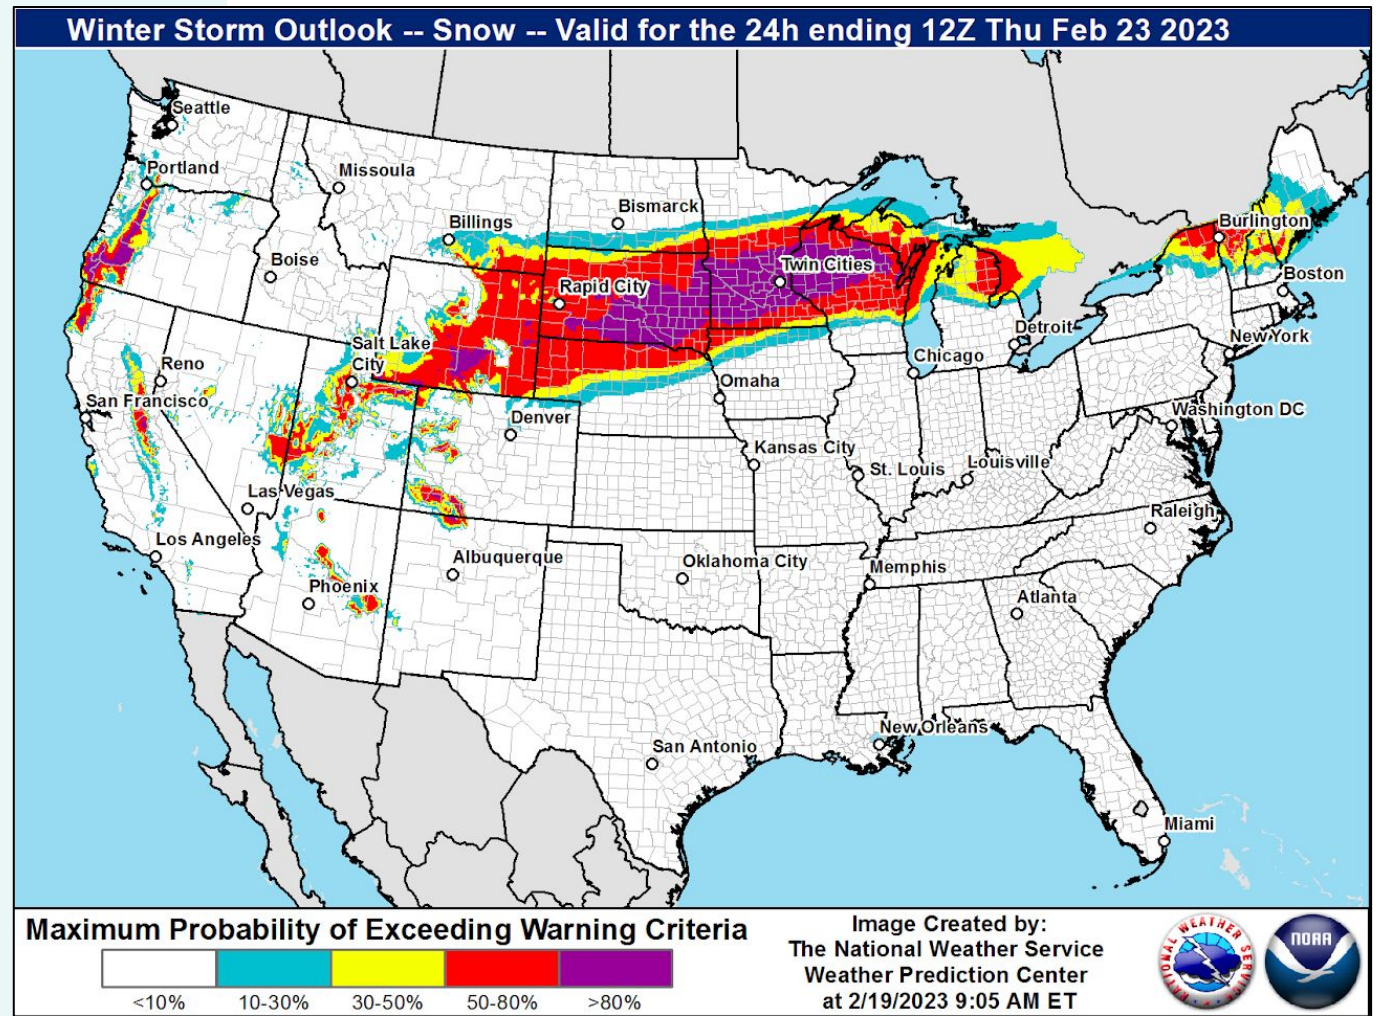 Winter Storm Outlook -- Snow -- Valid for the 24h ending 12Z Thu Feb 23 2023
Seattle
Portland
Missoula
Billings
Bismarck
Burlington
Boise
Rapid City
Twin Cities
Boston
Salt Lake
City
Reno
Detroit
New York
Chicago
San Francisco
Omaha
Denver
Washington DC
Kansas City
St. Louis
Louisville
Las Vegas
Raleigh
Los Angeles
Albuquerque
Oklahoma City
Memphis
Phoenix
Atlanta
New Orleans
San Antonio
Miami
Maximum Probability of Exceeding Warning Criteria
<10%
10-30%
30-50%
50-80%
>80%
Image Created by:
The National Weather Service
Weather Prediction Center
at 2/19/2023 9:05 AM ET
NATIONAL WEATHER SERVICE
NOAA